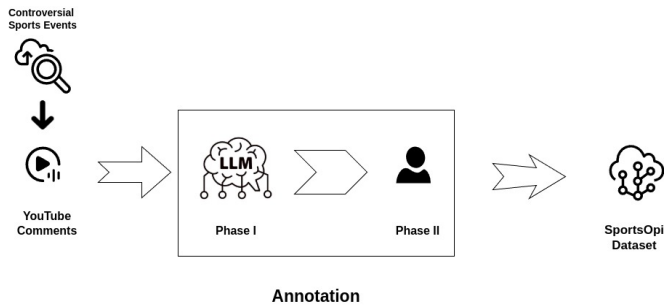 Controversial
Sports Events
YouTube
Comments
LLM
Phase I
Phase II
SportsOpi
Dataset
Annotation